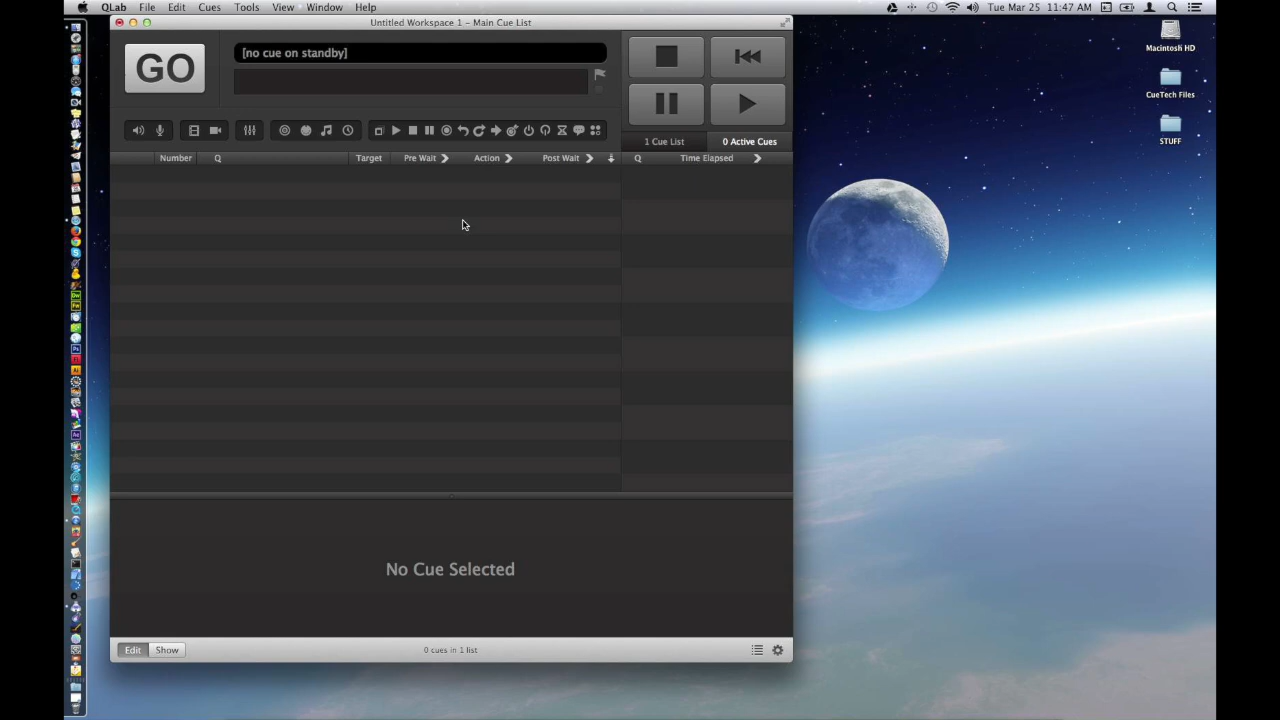 QLab File Edit Cues Tools View Window Help
Tue Mar 25 11:47 AM
Untitled Workspace 1 – Main Cue List
GO
[no cue on standby]
1 Cue List
0 Active Cues
Number Q Target Pre Wait Action Post Wait Q Time Elapsed
No Cue Selected
Edit Show
0 cues in 1 list
Macintosh HD
CueTech Files
STUFF